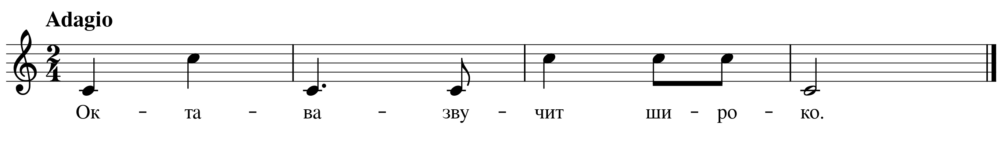 Adagio
Ок - та - ва - зву - чит ши - ро - ко.